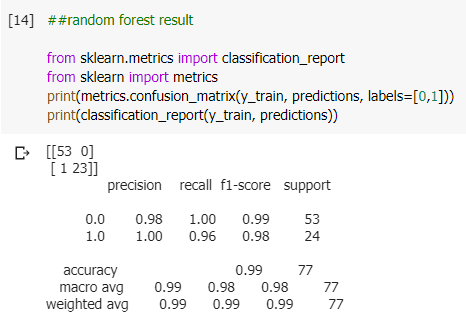 [14] ##random forest result
from sklearn.metrics import classification_report
from sklearn import metrics
print(metrics.confusion_matrix(y_train, predictions, labels=[0,1]))
print(classification_report(y_train, predictions))
[[53 0]
[ 1 23]]
precision recall f1-score support
0.0 0.98 1.00 0.99 53
1.0 1.00 0.96 0.98 24
accuracy 0.99 77
macro avg 0.99 0.98 0.98 77
weighted avg 0.99 0.99 0.99 77